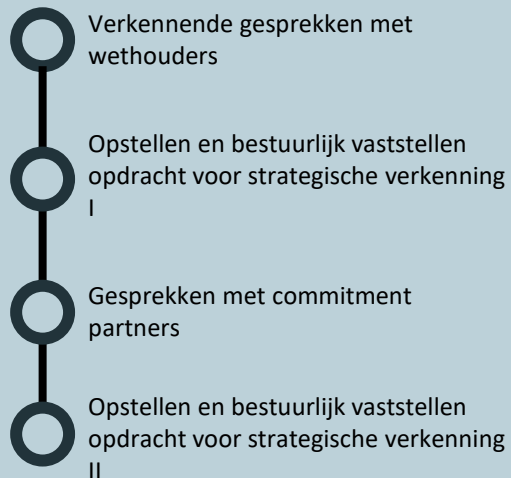 Verkennende gesprekken met
wethouders
Opstellen en bestuurlijk vaststellen
opdracht voor strategische verkenning
I
Gesprekken met commitment
partners
Opstellen en bestuurlijk vaststellen
opdracht voor strategische verkenning
II